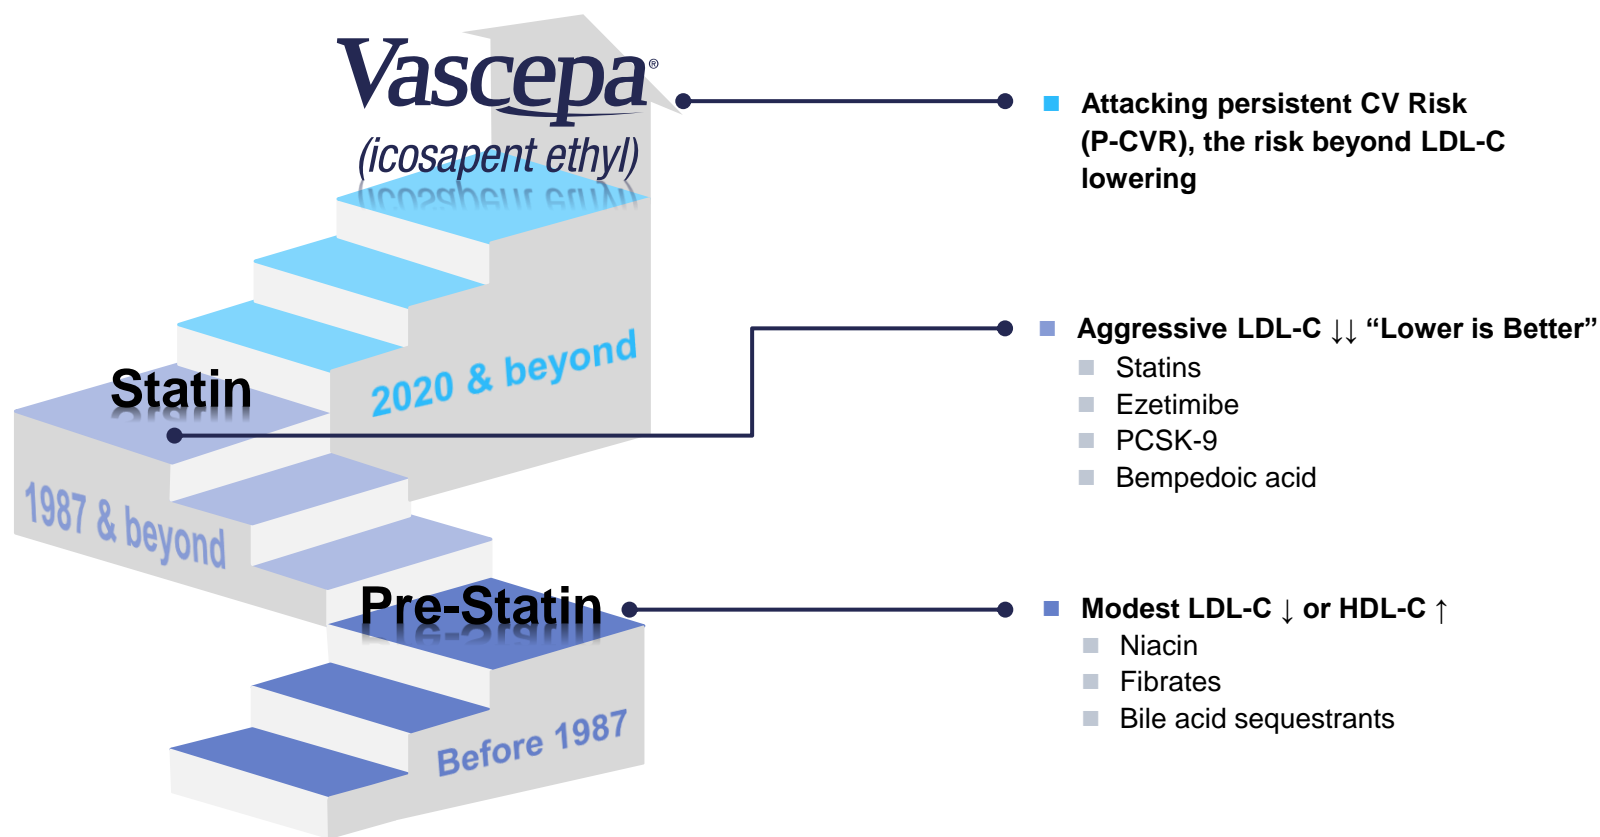 Vascepa®
(icosapent ethyl)
Attacking persistent CV Risk
(P-CVR), the risk beyond LDL-C
lowering
2020 & beyond
Statin
1987 & beyond
Aggressive LDL-C ↓↓ “Lower is Better”
Statins
Ezetimibe
PCSK-9
Bempedoic acid
Pre-Statin
Before 1987
Modest LDL-C ↓ or HDL-C ↑
Niacin
Fibrates
Bile acid sequestrants